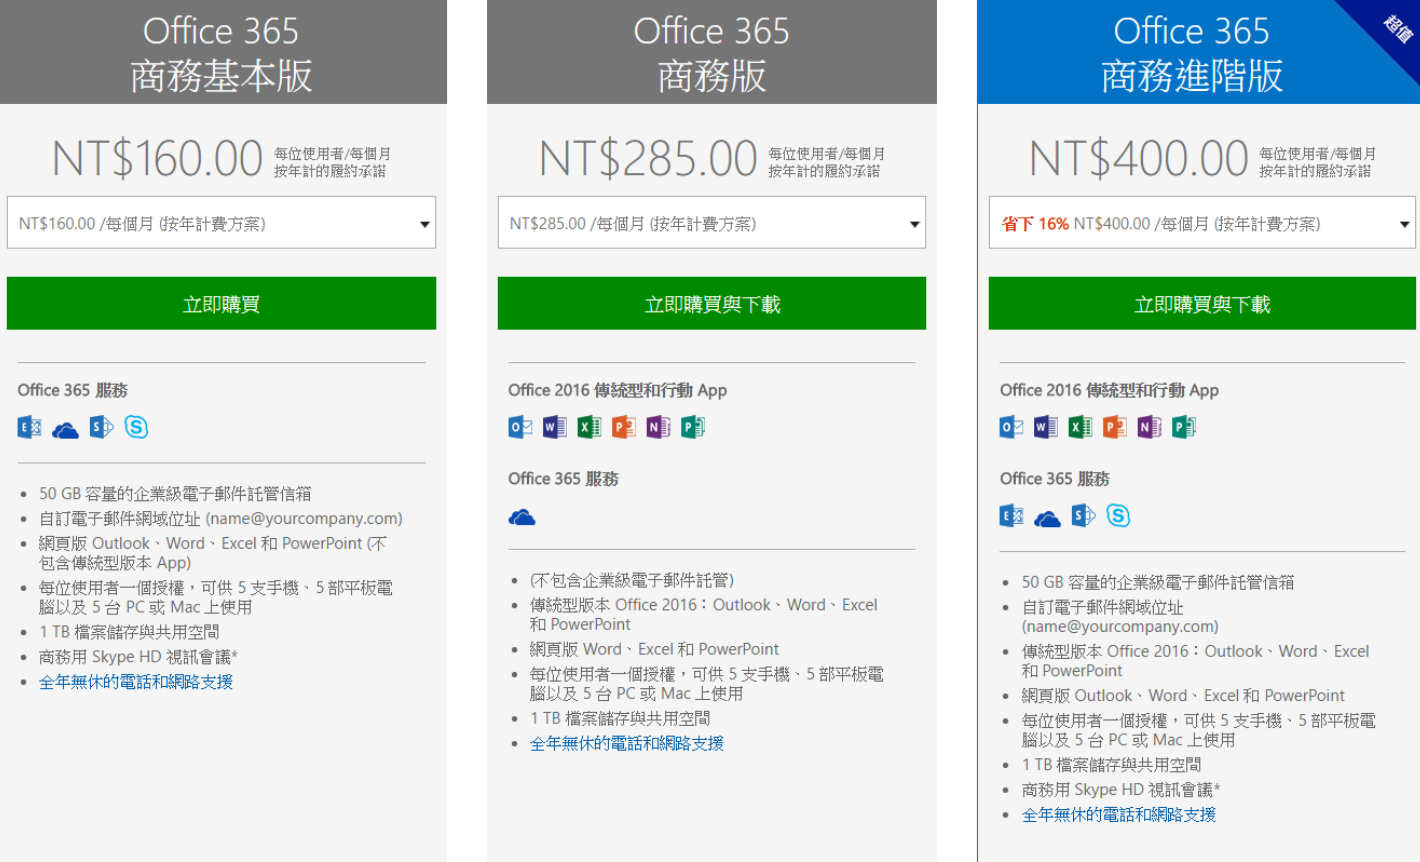 Office 365
商務基本版
NT$160.00 每位使用者/每個月
按年計的履約承諾
NT$160.00 /每個月 (按年計費方案)
立即購買
Office 365 服務
E S S
50 GB 容量的企業級電子郵件託管信箱
自訂電子郵件網域位址 (name@yourcompany.com)
網頁版 Outlook、Word、Excel 和 PowerPoint (不
包含傳統型版本 App)
每位使用者一個授權,可供 5 支手機、5 部平板電
腦以及 5 台 PC 或 Mac 上使用
1 TB 檔案儲存與共用空間
商務用 Skype HD 視訊會議*
全年無休的電話和網路支援
Office 365
商務版
NT$285.00 每位使用者/每個月
按年計的履約承諾
NT$285.00 /每個月 (按年計費方案)
立即購買與下載
Office 2016 傳統型和行動 App
O W X P N P
Office 365 服務
(不包含企業級電子郵件託管)
傳統型版本 Office 2016:Outlook、Word、Excel
和 PowerPoint
網頁版 Word、Excel 和 PowerPoint
每位使用者一個授權,可供 5 支手機、5 部平板電
腦以及 5 台 PC 或 Mac 上使用
1 TB 檔案儲存與共用空間
全年無休的電話和網路支援
Office 365
商務進階版
超值
NT$400.00 每位使用者/每個月
按年計的履約承諾
省下 16% NT$400.00 /每個月 (按年計費方案)
立即購買與下載
Office 2016 傳統型和行動 App
O W X P N P
Office 365 服務
E S S
50 GB 容量的企業級電子郵件託管信箱
自訂電子郵件網域位址
(name@yourcompany.com)
傳統型版本 Office 2016:Outlook、Word、Excel
和 PowerPoint
網頁版 Outlook、Word、Excel 和 PowerPoint
每位使用者一個授權,可供 5 支手機、5 部平板電
腦以及 5 台 PC 或 Mac 上使用
1 TB 檔案儲存與共用空間
商務用 Skype HD 視訊會議*
全年無休的電話和網路支援